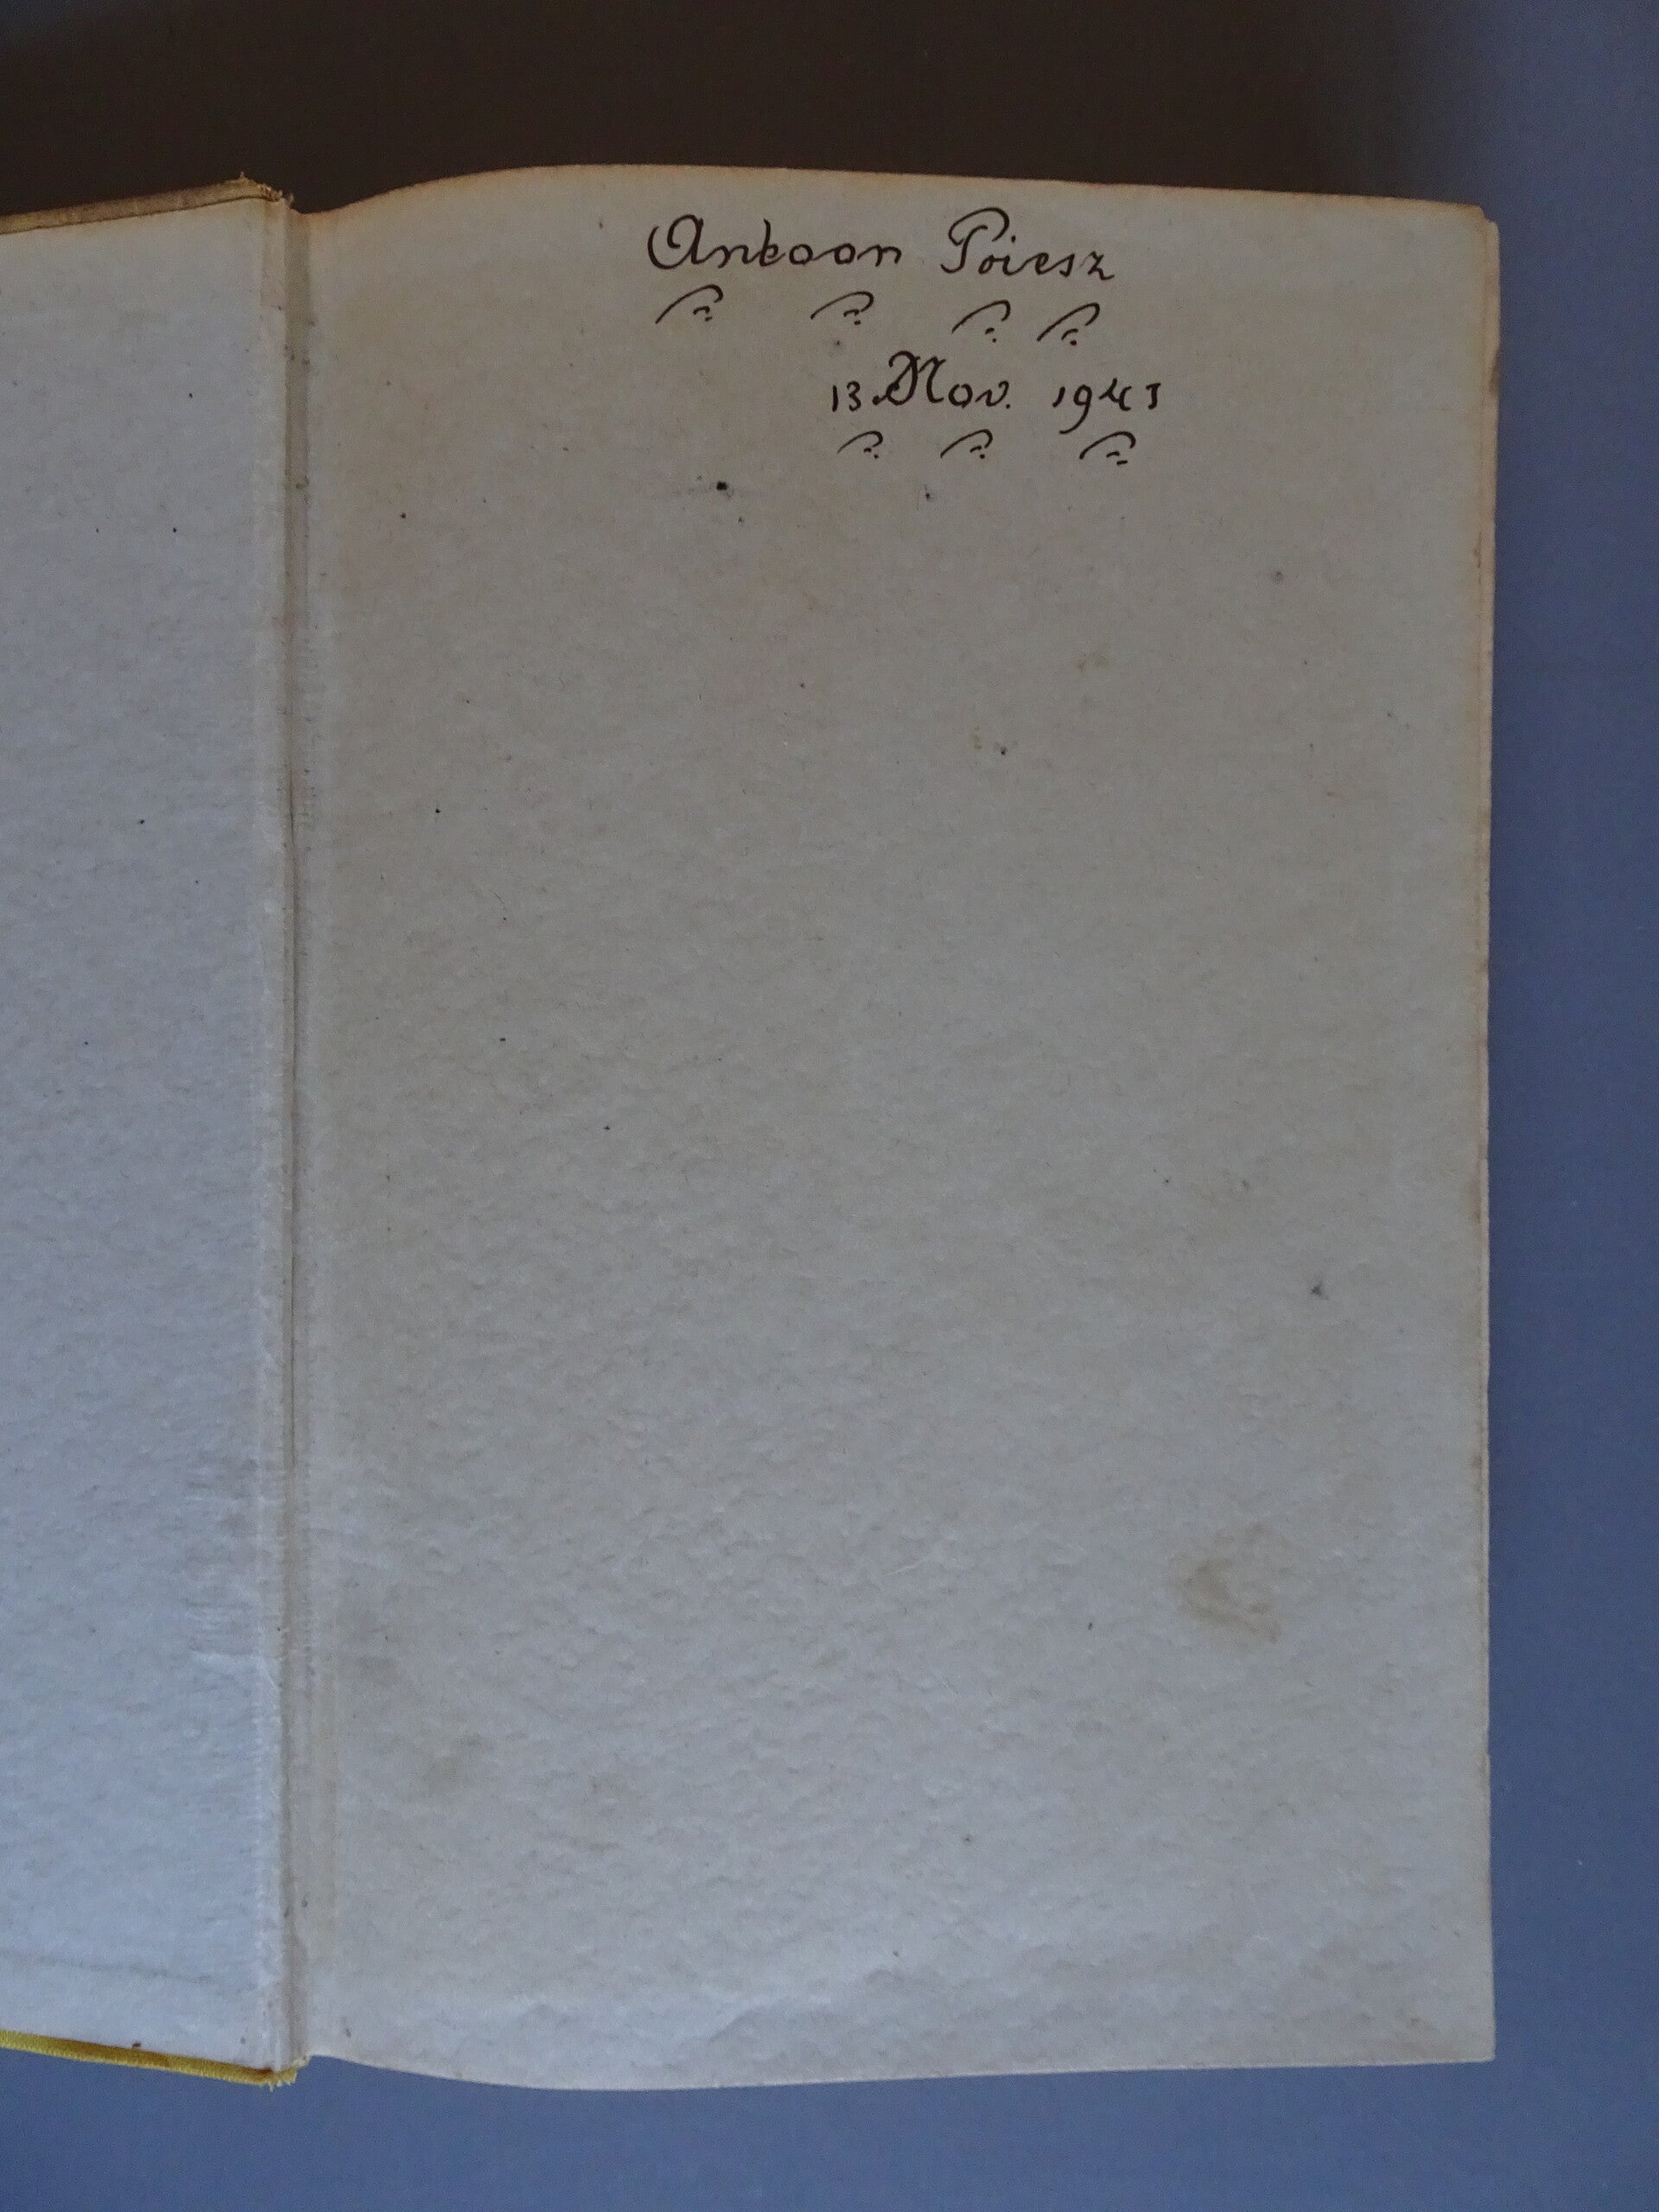 Antoon Poiesz
13. Nov. 1943